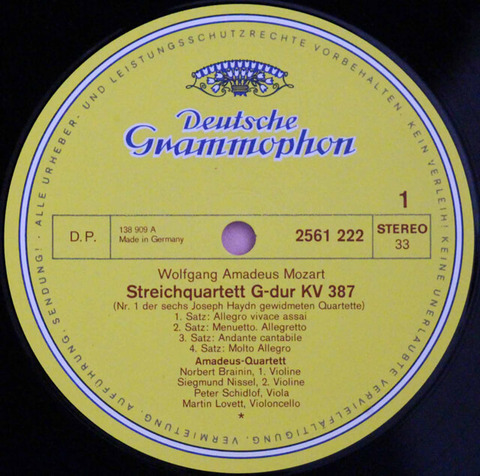 ALLE URHEBER- UND LEISTUNGSSCHUTZRECHTE VORBEHALTEN. KEIN VERLEIH! KEINE UNERLAUBTE VERVIELFÄLTIGUNG, VERMIETUNG, AUFFÜHRUNG, SENDUNG!
Deutsche
Grammophon
1
D. P.
138 909 A
Made in Germany
2561 222
STEREO
33
Wolfgang Amadeus Mozart
Streichquartett G-dur KV 387
(Nr. 1 der sechs Joseph Haydn gewidmeten Quartette)
1. Satz: Allegro vivace assai
2. Satz: Menuetto. Allegretto
3. Satz: Andante cantabile
4. Satz: Molto Allegro
Amadeus-Quartett
Norbert Brainin, 1. Violine
Siegmund Nissel, 2. Violine
Peter Schidlof, Viola
Martin Lovett, Violoncello
*